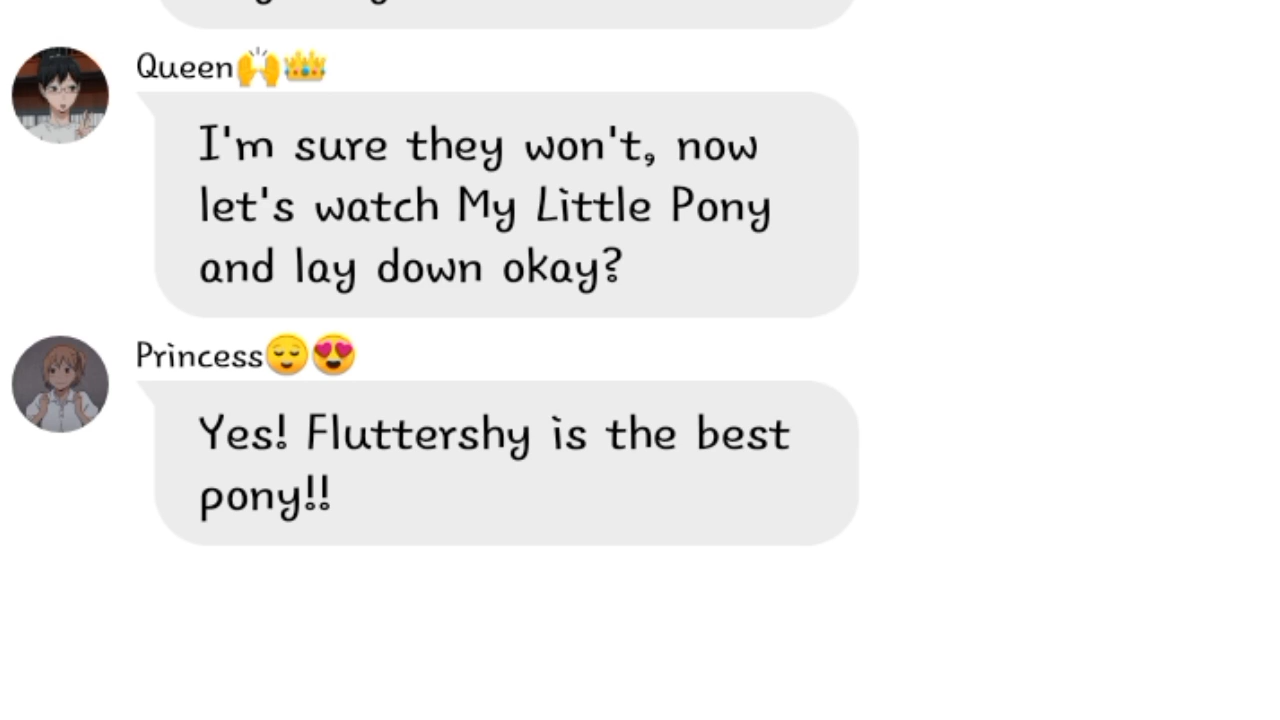 Queen🙌👑
I'm sure they won't, now
let's watch My Little Pony
and lay down okay?
Princess😌😍
Yes! Fluttershy is the best
pony!!